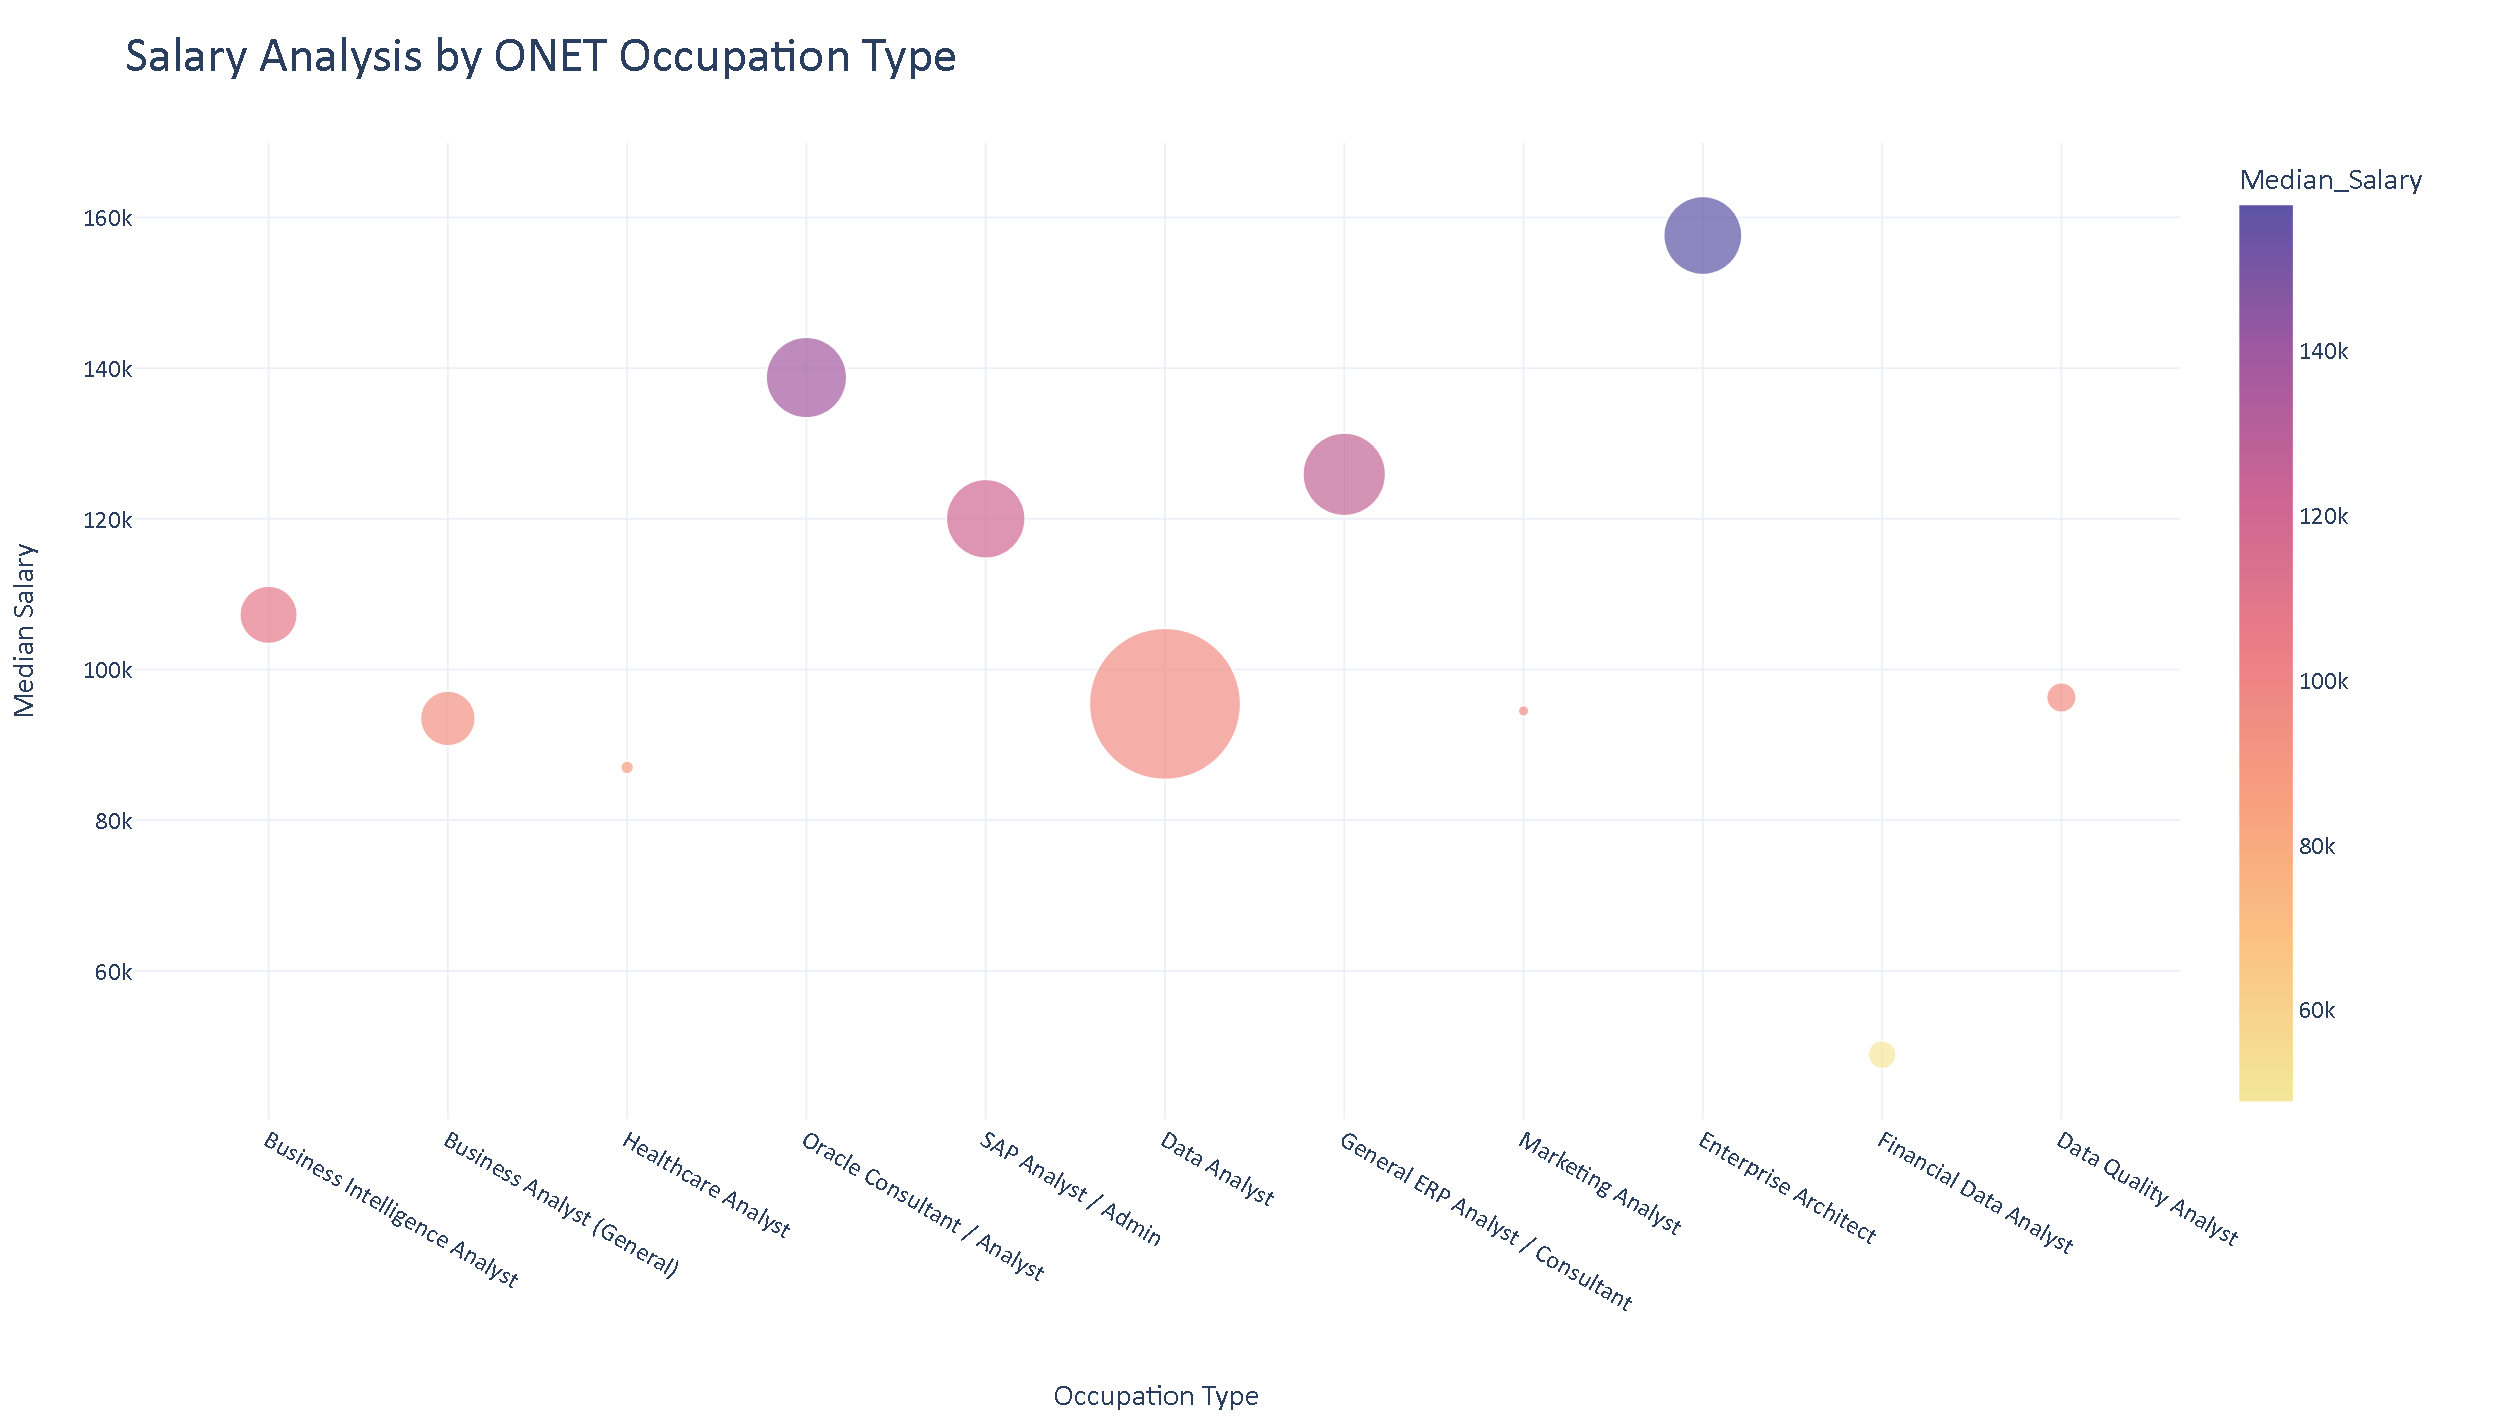 Salary Analysis by ONET Occupation Type
Median Salary
160k
140k
120k
100k
80k
60k
Business Intelligence Analyst
Business Analyst (General)
Healthcare Analyst
Oracle Consultant / Analyst
SAP Analyst / Admin
Data Analyst
General ERP Analyst / Consultant
Marketing Analyst
Enterprise Architect
Financial Data Analyst
Data Quality Analyst
Occupation Type
Median_Salary
140k
120k
100k
80k
60k